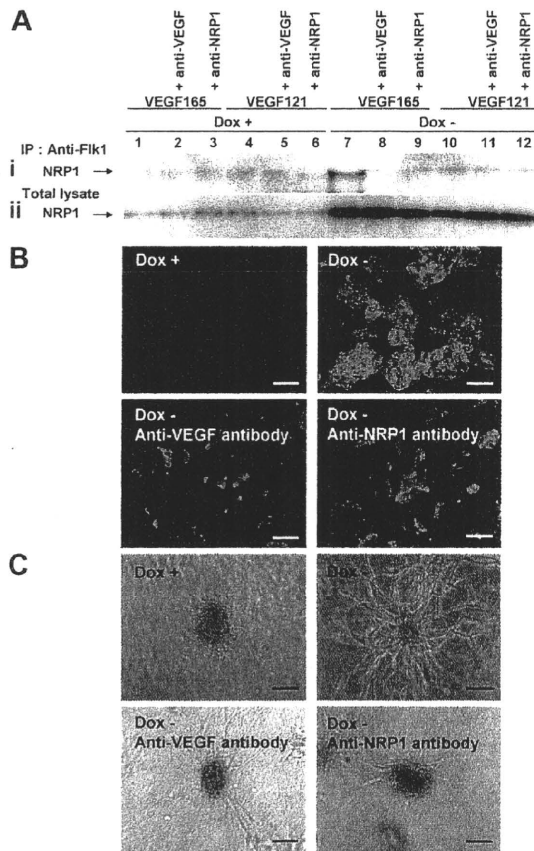 A
+ anti-VEGF + anti-NRP1 + anti-VEGF + anti-NRP1 + anti-VEGF + anti-NRP1 + anti-VEGF + anti-NRP1
VEGF165 VEGF121 VEGF165 VEGF121
Dox + Dox -
IP : Anti-Flk1 1 2 3 4 5 6 7 8 9 10 11 12
i NRP1
Total lysate
ii NRP1
B
Dox + Dox -
Dox - Dox -
Anti-VEGF antibody Anti-NRP1 antibody
C
Dox + Dox -
Dox - Dox -
Anti-VEGF antibody Anti-NRP1 antibody